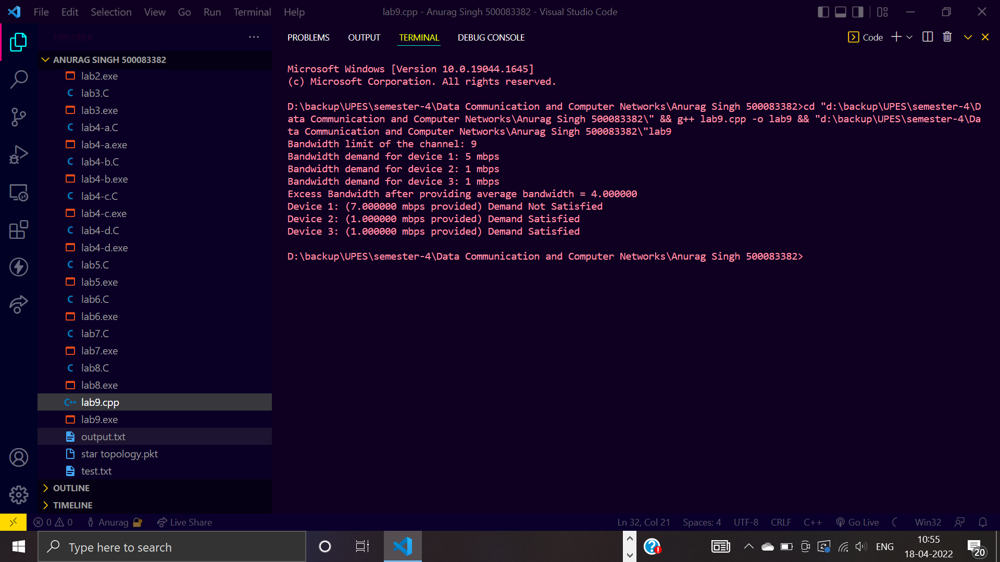 File Edit Selection View Go Run Terminal Help
lab9.cpp - Anurag Singh 500083382 - Visual Studio Code
EXPLORER
ANURAG SINGH 500083382
lab2.exe
C lab3.C
lab3.exe
C lab4-a.C
lab4-a.exe
C lab4-b.C
lab4-b.exe
C lab4-c.C
lab4-c.exe
C lab4-d.C
lab4-d.exe
C lab5.C
lab5.exe
C lab6.C
lab6.exe
C lab7.C
lab7.exe
C lab8.C
lab8.exe
C++ lab9.cpp
lab9.exe
output.txt
star topology.pkt
test.txt
OUTLINE
TIMELINE
PROBLEMS OUTPUT TERMINAL DEBUG CONSOLE
Code
Microsoft Windows [Version 10.0.19044.1645]
(c) Microsoft Corporation. All rights reserved.
D:\backup\UPES\semester-4\Data Communication and Computer Networks\Anurag Singh 500083382>cd "d:\backup\UPES\semester-4\D
ata Communication and Computer Networks\Anurag Singh 500083382\" && g++ lab9.cpp -o lab9 && "d:\backup\UPES\semester-4\Da
ta Communication and Computer Networks\Anurag Singh 500083382\"lab9
Bandwidth limit of the channel: 9
Bandwidth demand for device 1: 5 mbps
Bandwidth demand for device 2: 1 mbps
Bandwidth demand for device 3: 1 mbps
Excess Bandwidth after providing average bandwidth = 4.000000
Device 1: (7.000000 mbps provided) Demand Not Satisfied
Device 2: (1.000000 mbps provided) Demand Satisfied
Device 3: (1.000000 mbps provided) Demand Satisfied
D:\backup\UPES\semester-4\Data Communication and Computer Networks\Anurag Singh 500083382>
0 0 Anurag Live Share
Ln 32, Col 21 Spaces: 4 UTF-8 CRLF C++ Go Live Win32
Type here to search
ENG
10:55
18-04-2022
20